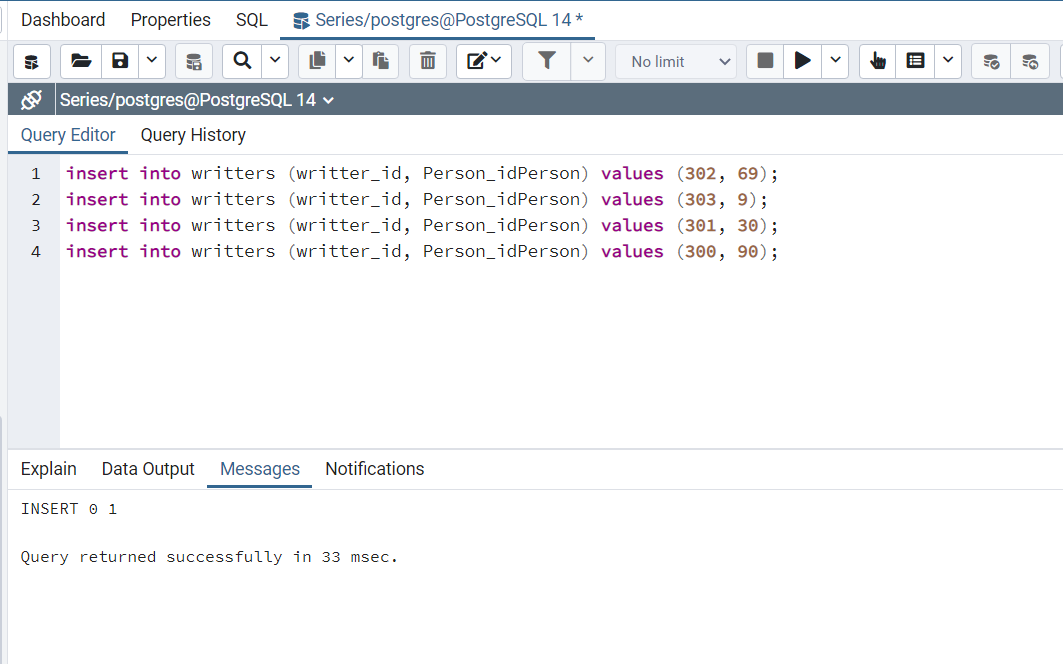 Dashboard Properties SQL Series/postgres@PostgreSQL 14 *
No limit
Series/postgres@PostgreSQL 14
Query Editor Query History
1 insert into writters (writter_id, Person_idPerson) values (302, 69);
2 insert into writters (writter_id, Person_idPerson) values (303, 9);
3 insert into writters (writter_id, Person_idPerson) values (301, 30);
4 insert into writters (writter_id, Person_idPerson) values (300, 90);
Explain Data Output Messages Notifications
INSERT 0 1
Query returned successfully in 33 msec.